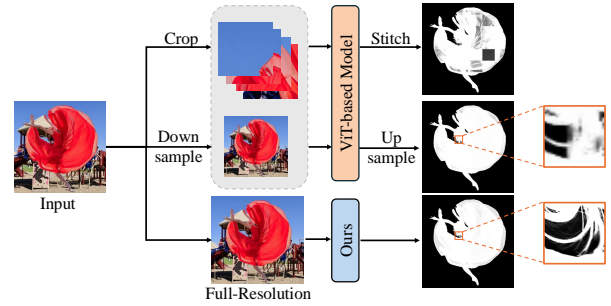 Crop
Stitch
ViT-based Model
Down
sample
Up
sample
Input
Ours
Full-Resolution